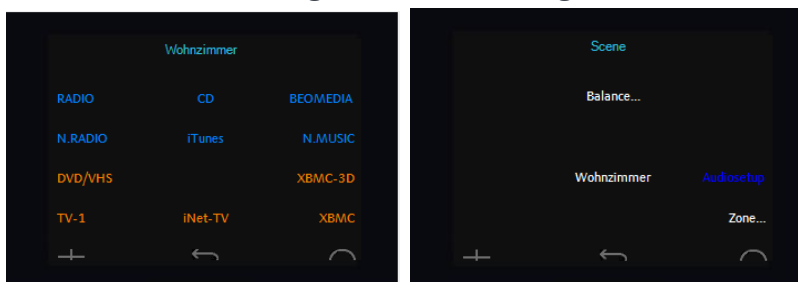 Wohnzimmer
RADIO CD BEOMEDIA
N.RADIO iTunes N.MUSIC
DVD/VHS XBMC-3D
TV-1 iNet-TV XBMC
Scene
Balance...
Wohnzimmer Audiosetup
Zone...